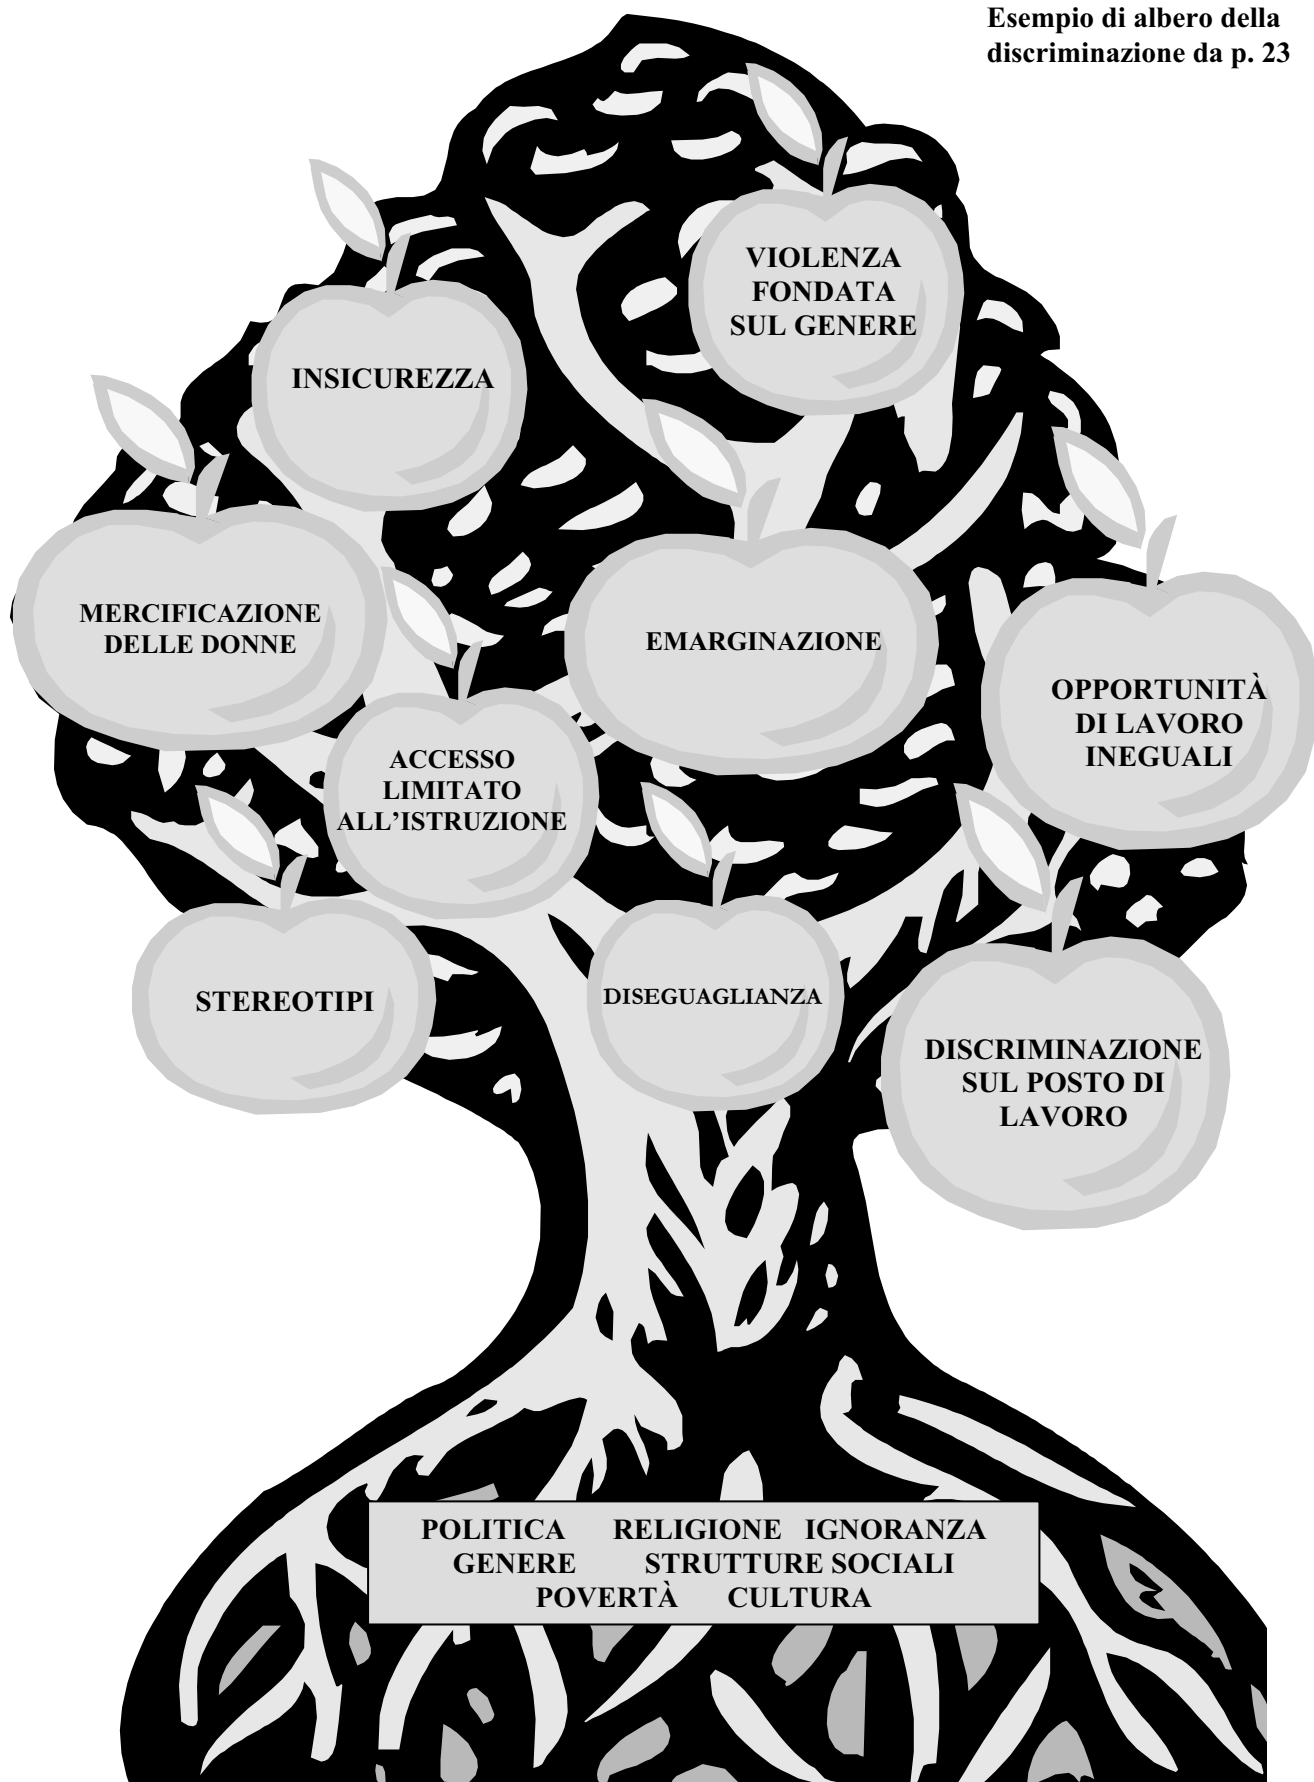 Esempio di albero della
discriminazione da p. 23
VIOLENZA
FONDATA
SUL GENERE
INSICUREZZA
MERCIFICAZIONE
DELLE DONNE
EMARGINAZIONE
OPPORTUNITÀ
DI LAVORO
INEGUALI
ACCESSO
LIMITATO
ALL’ISTRUZIONE
STEREOTIPI
DISEGUAGLIANZA
DISCRIMINAZIONE
SUL POSTO DI
LAVORO
POLITICA RELIGIONE IGNORANZA
GENERE STRUTTURE SOCIALI
POVERTÀ CULTURA